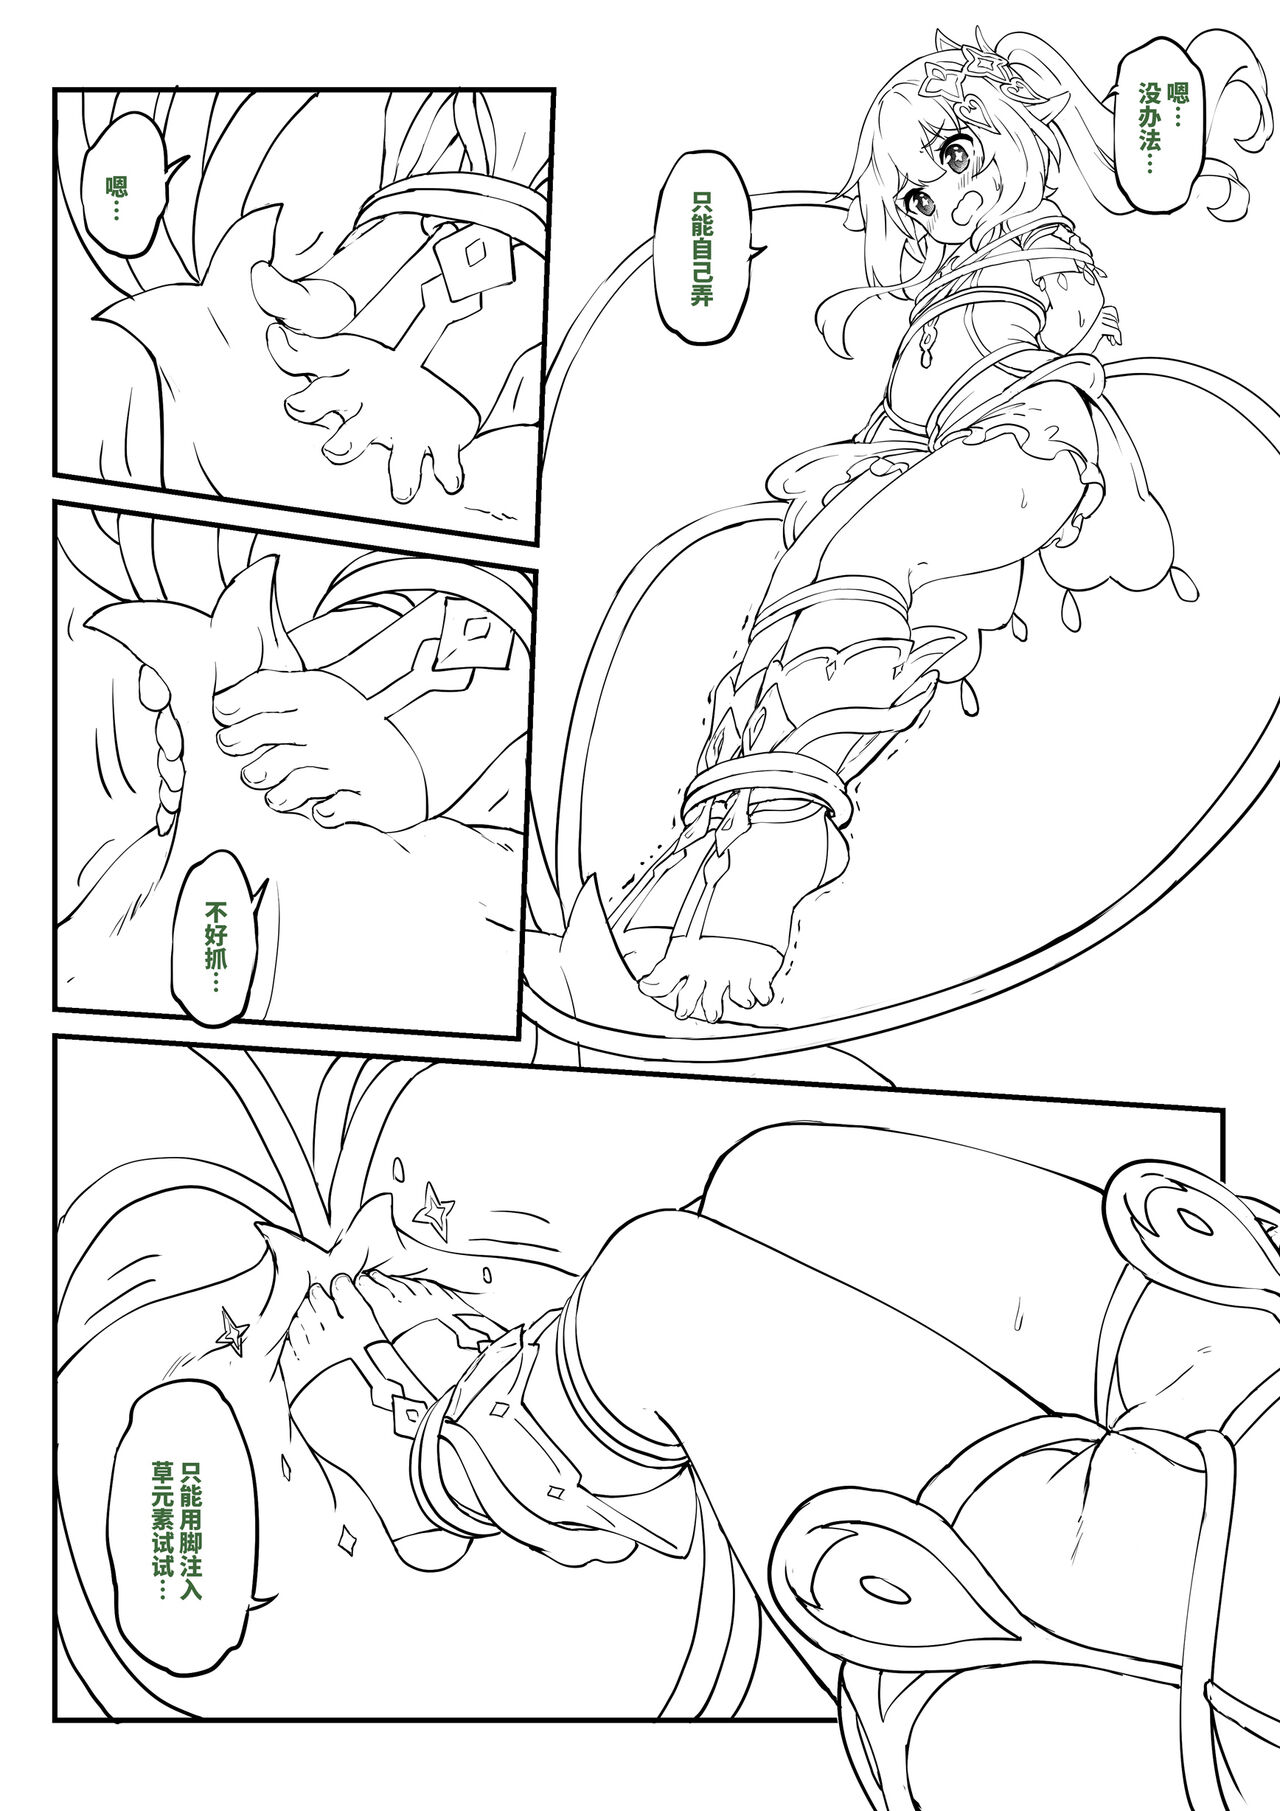 嗯…
没办法…
只能自己弄
嗯…
不好抓…
只能用脚注入
草元素试试…